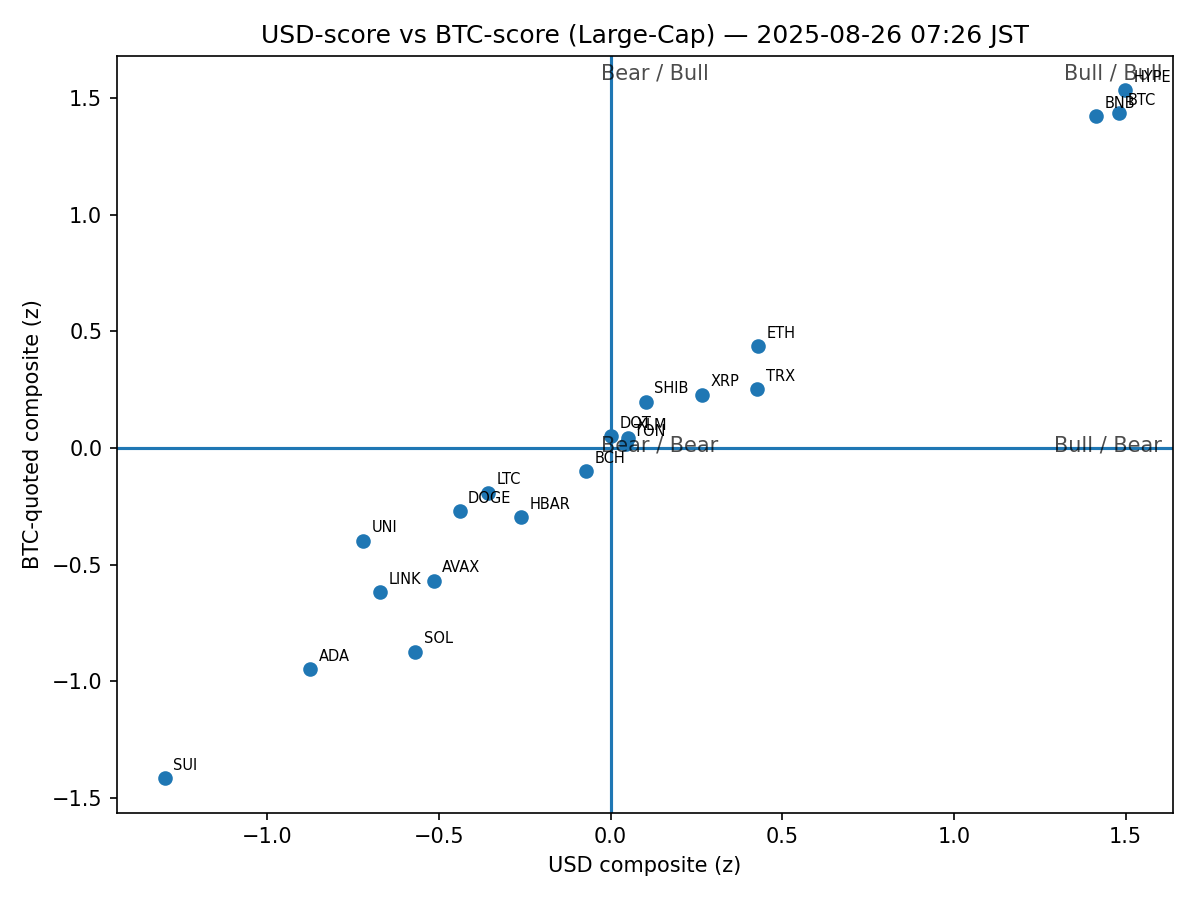 USD-score vs BTC-score (Large-Cap) — 2025-08-26 07:26 JST
Bear / Bull
Bull / Bull
HYPE
BTC
BNB
1.5
1.0
0.5
0.0
−0.5
−1.0
−1.5
BTC-quoted composite (z)
ETH
TRX
XRP
SHIB
DOT
XLM
TON
Bear / Bear
Bull / Bear
BCH
LTC
DOGE
HBAR
UNI
AVAX
LINK
SOL
ADA
SUI
−1.0
−0.5
0.0
0.5
1.0
1.5
USD composite (z)